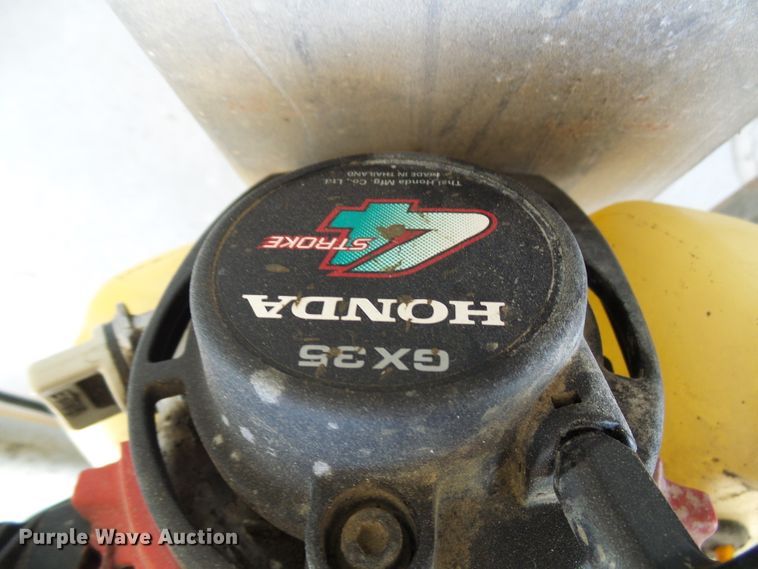 GX35
HONDA
4
STROKE
Thai Honda Mfg. Co., Ltd.
MADE IN THAILAND
Purple Wave Auction